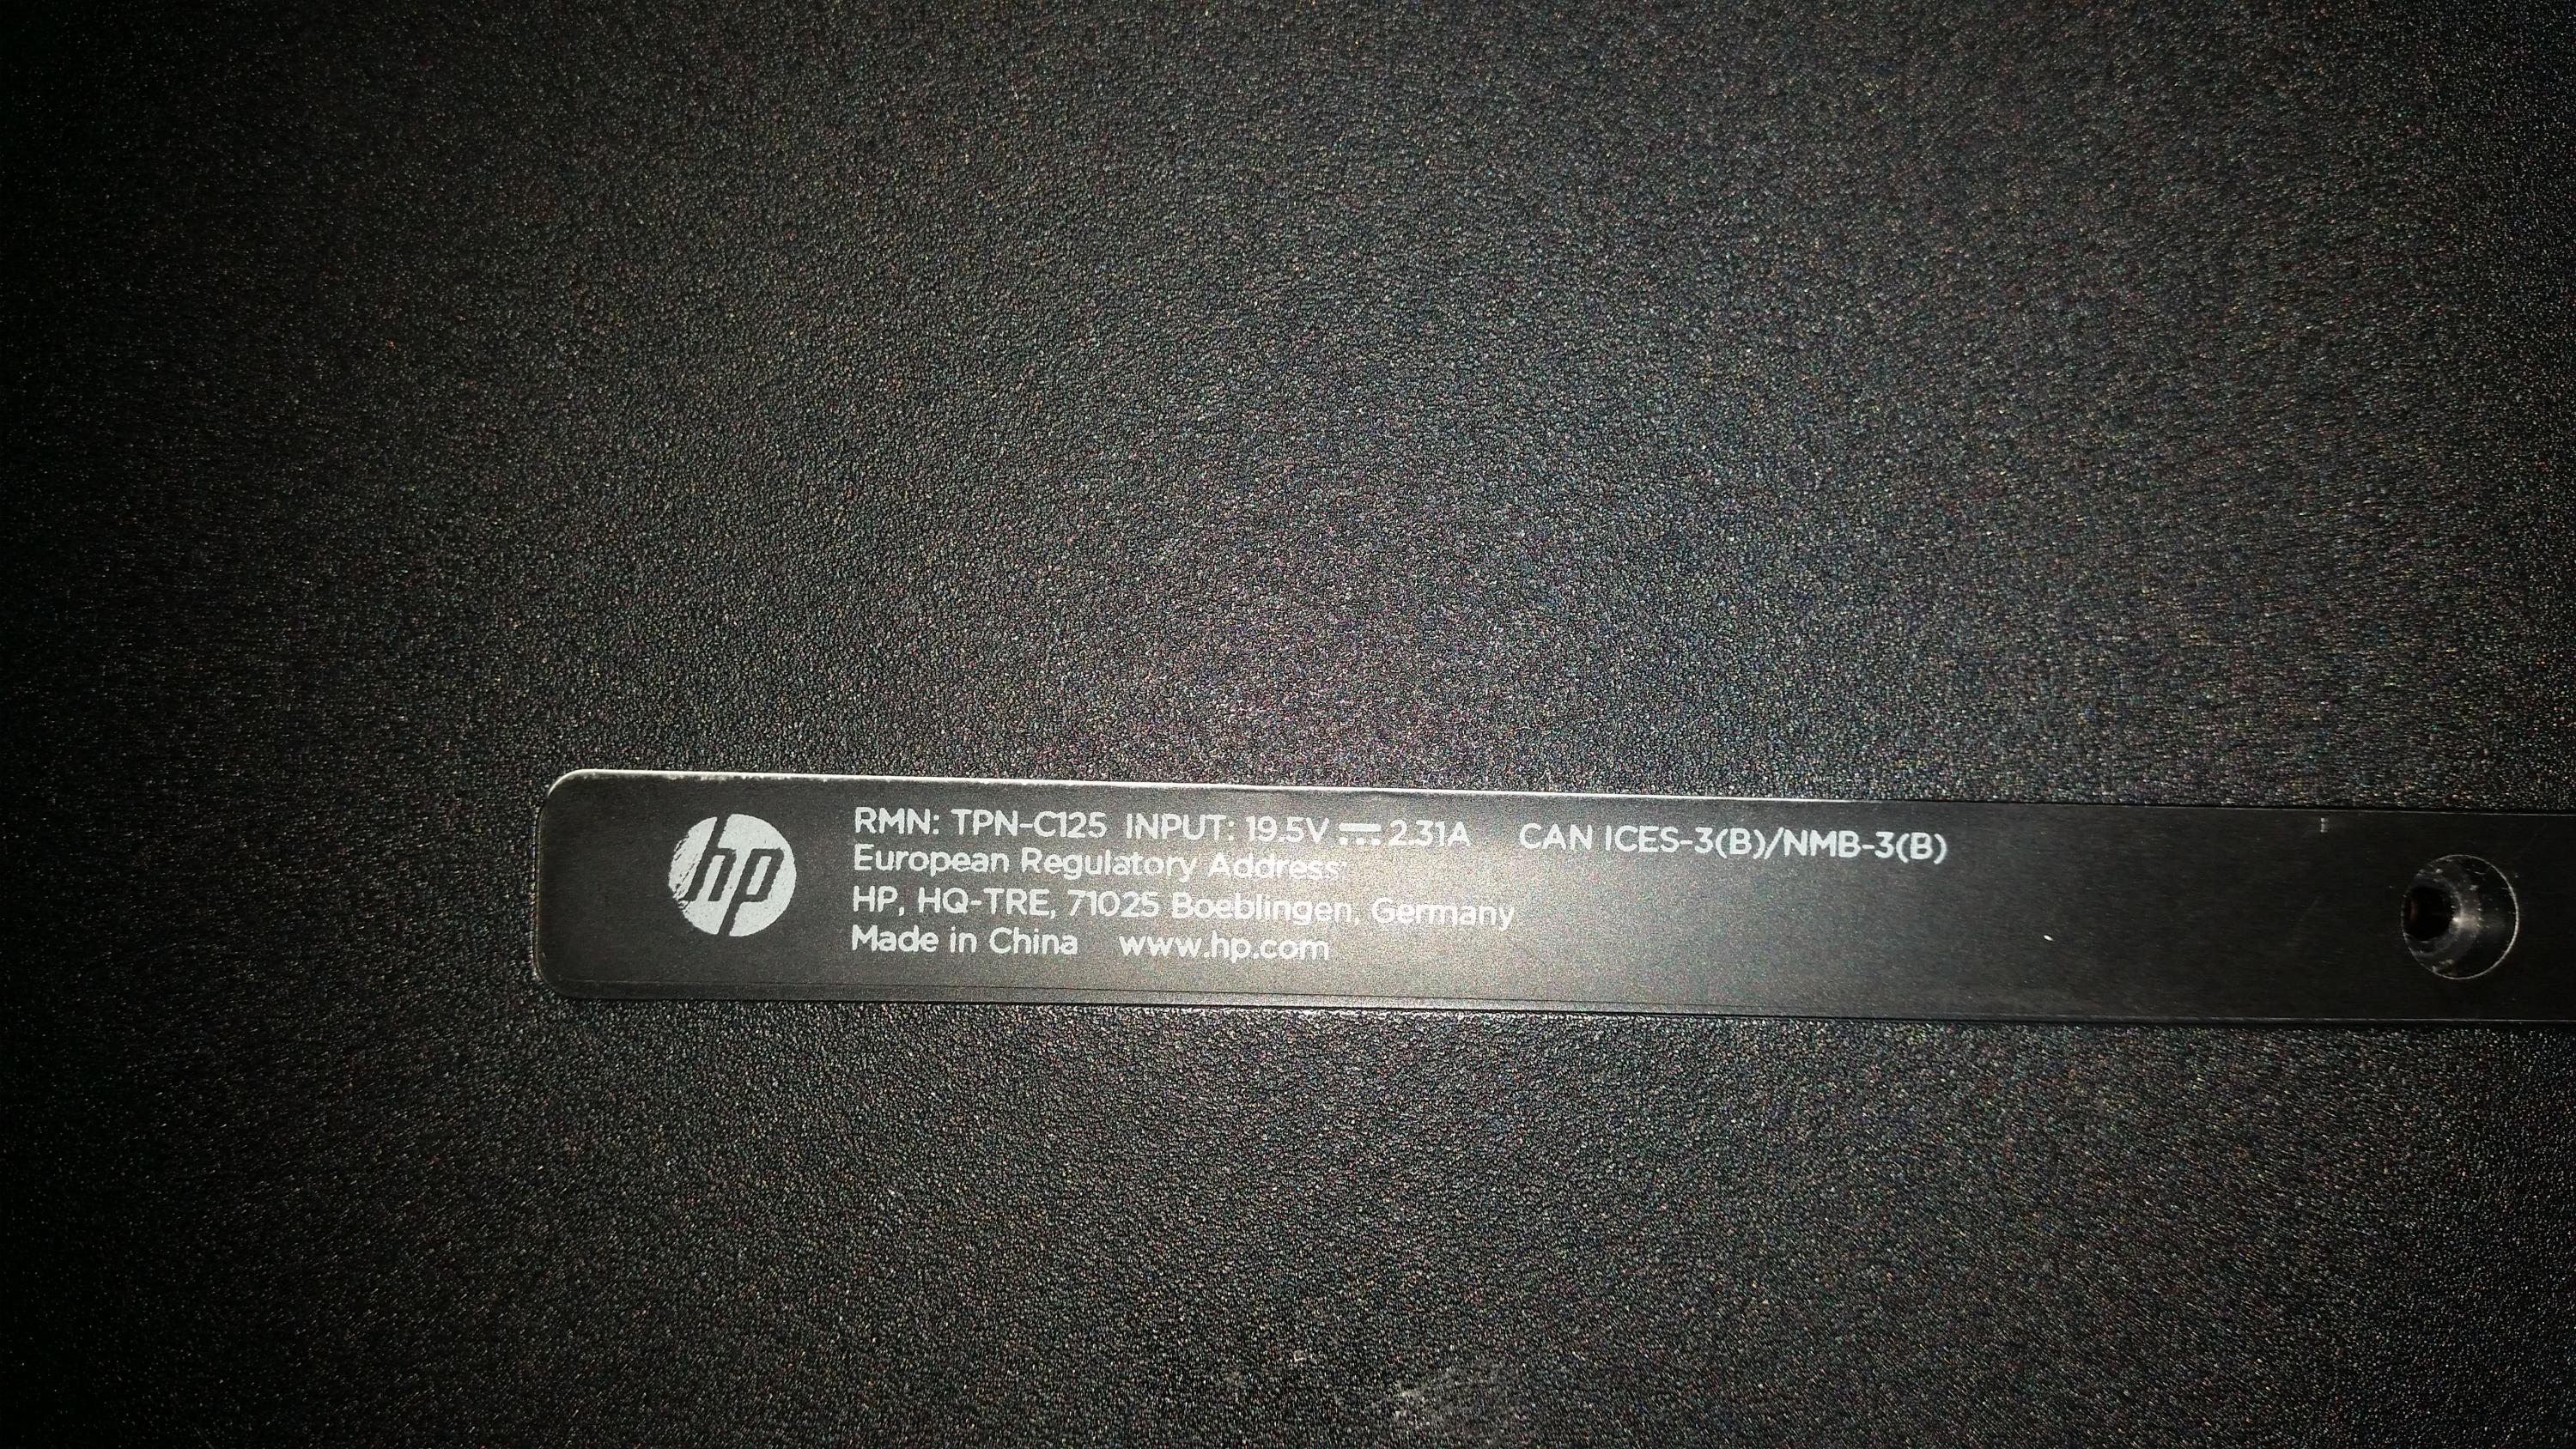 hp
RMN: TPN-C125 INPUT: 19.5V ⎓ 2.31A CAN ICES-3(B)/NMB-3(B)
European Regulatory Address:
HP, HQ-TRE, 71025 Boeblingen, Germany
Made in China www.hp.com